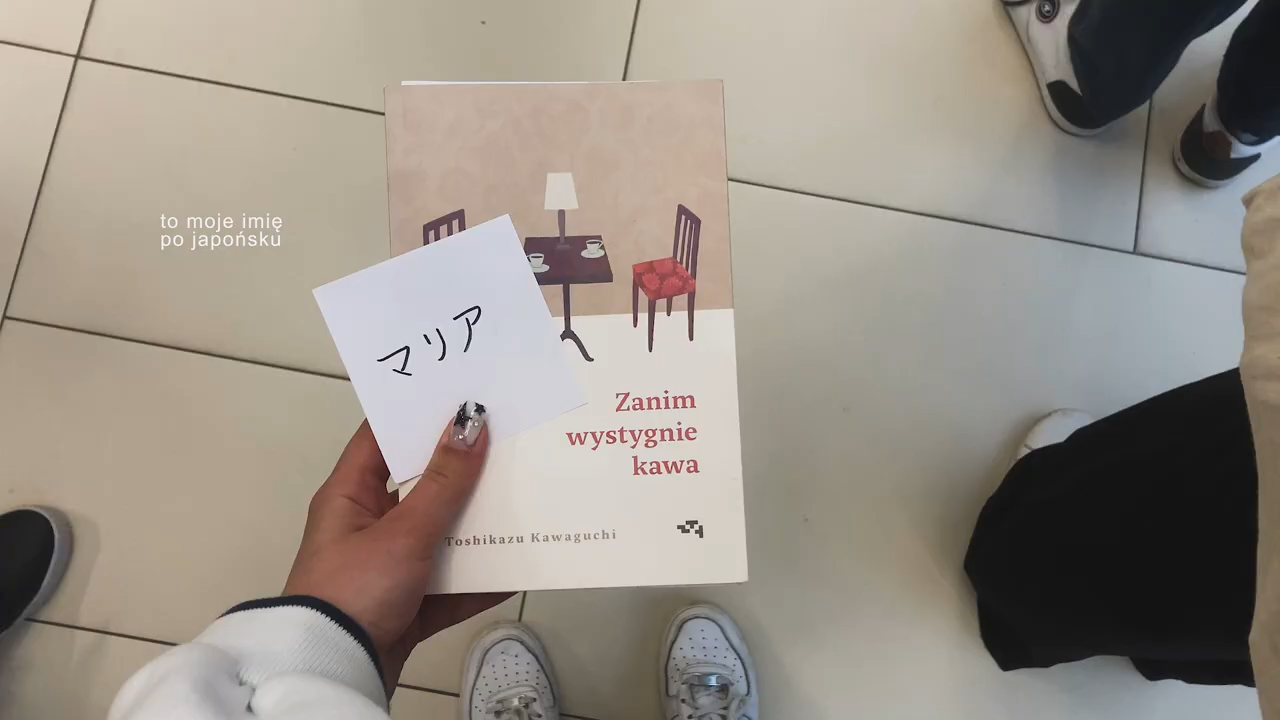 to moje imię
po japońsku
マリア
Zanim
wystygnie
kawa
Toshikazu Kawaguchi